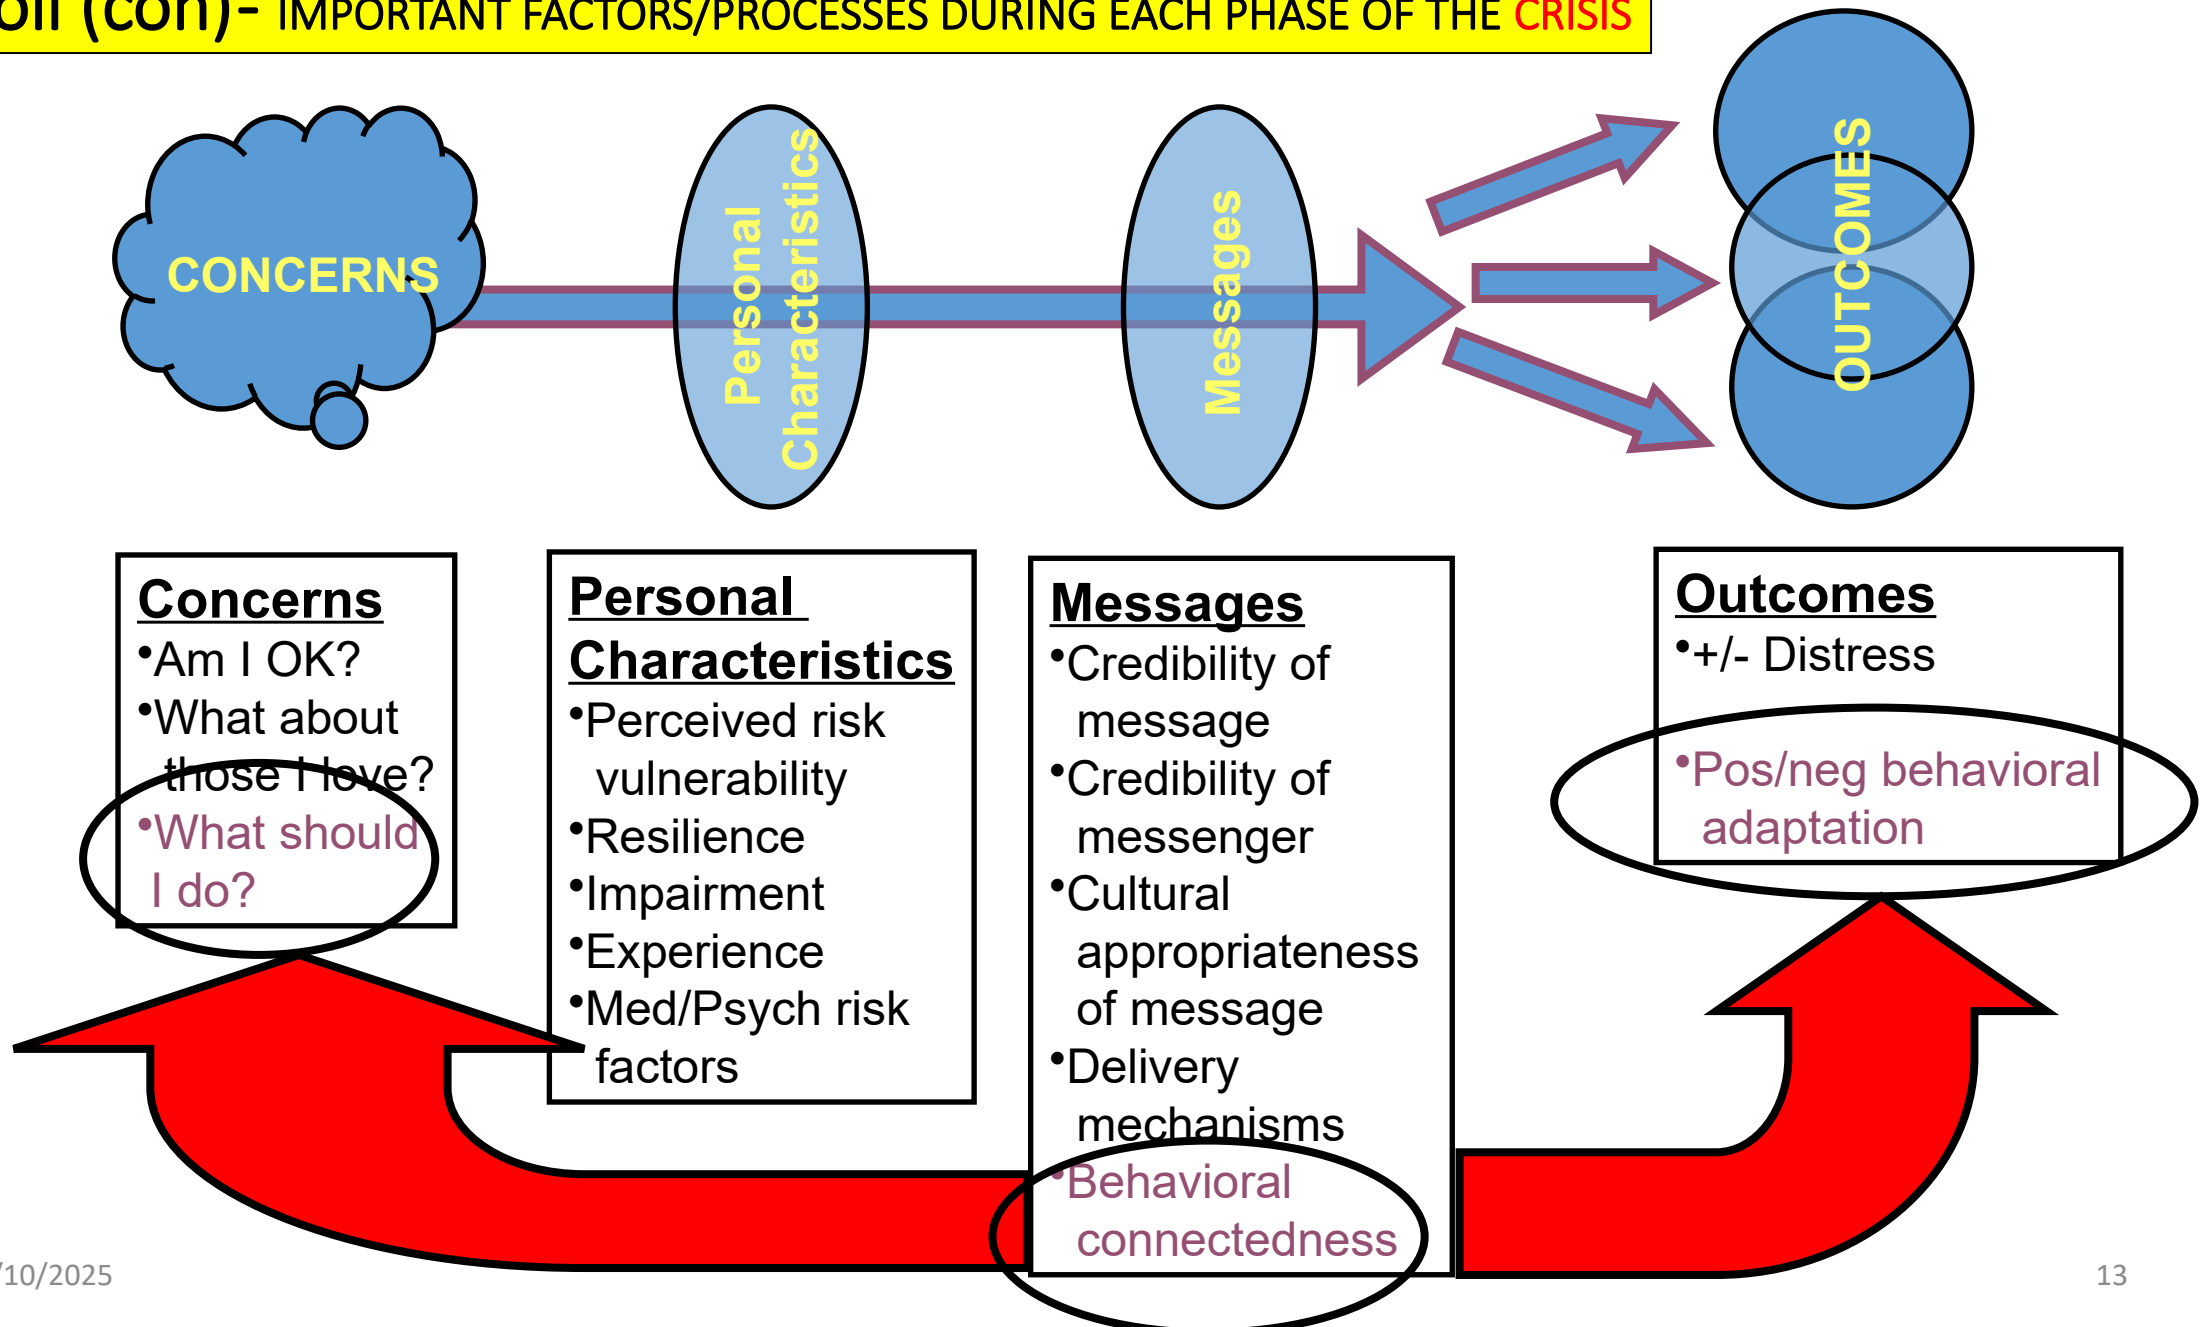 (con)- IMPORTANT FACTORS/PROCESSES DURING EACH PHASE OF THE CRISIS
CONCERNS
Personal
Characteristics
Messages
OUTCOMES
Concerns
•Am I OK?
•What about
those I love?
•What should
I do?
Personal
Characteristics
•Perceived risk
vulnerability
•Resilience
•Impairment
•Experience
•Med/Psych risk
factors
Messages
•Credibility of
message
•Credibility of
messenger
•Cultural
appropriateness
of message
•Delivery
mechanisms
•Behavioral
connectedness
Outcomes
•+/- Distress
•Pos/neg behavioral
adaptation
/10/2025
13